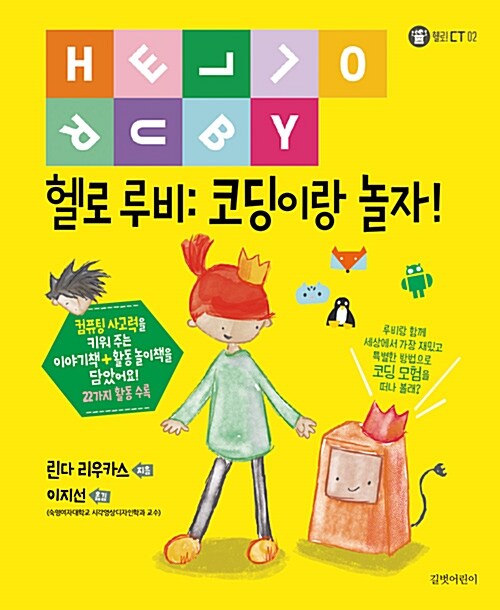 헬로! CT 02
HELLO
RUBY
헬로 루비: 코딩이랑 놀자!
컴퓨팅 사고력을
키워 주는
이야기책+활동 놀이책을
담았어요!
22가지 활동 수록
루비랑 함께
세상에서 가장 재밌고
특별한 방법으로
코딩 모험을
떠나 볼래?
린다 리우카스 지음
이지선 옮김
(숙명여자대학교 시각영상디자인학과 교수)
길벗어린이